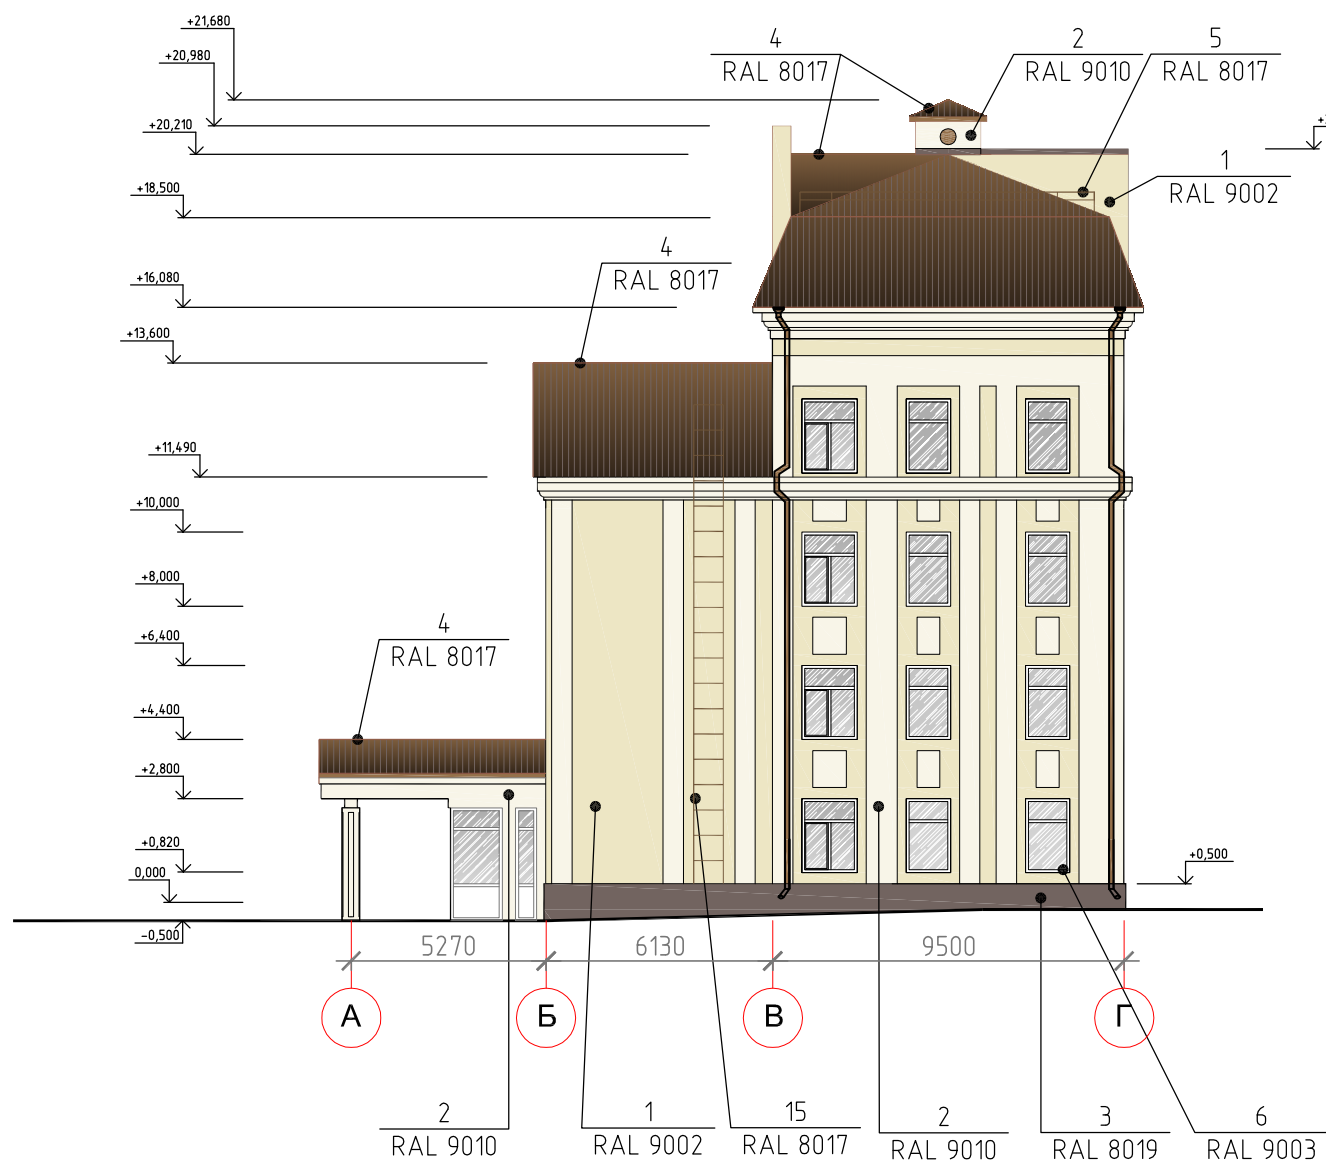 +21,680
+20,980
+20,210
+18,500
+16,080
+13,600
+11,490
+10,000
+8,000
+6,400
+4,400
+2,800
+0,820
0,000
-0,500
4
RAL 8017
2
RAL 9010
5
RAL 8017
1
RAL 9002
4
RAL 8017
4
RAL 8017
+0,500
5270
6130
9500
А
Б
В
Г
2
RAL 9010
1
RAL 9002
15
RAL 8017
2
RAL 9010
3
RAL 8019
6
RAL 9003